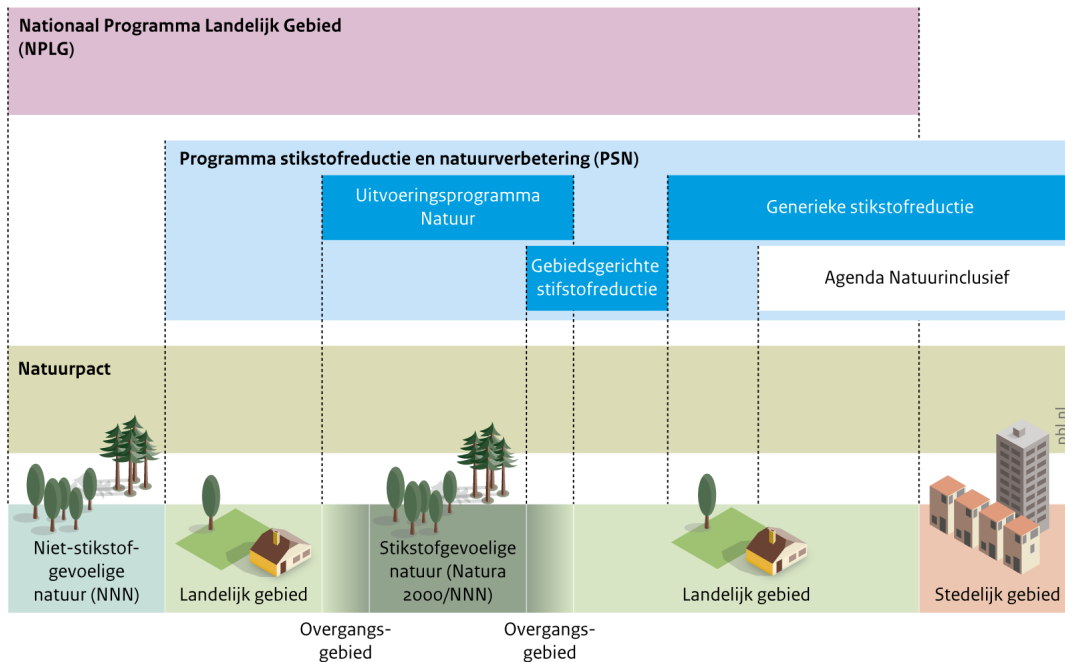 Nationaal Programma Landelijk Gebied
(NPLG)
Programma stikstofreductie en natuurverbetering (PSN)
Uitvoeringsprogramma
Natuur
Generieke stikstofreductie
Gebiedsgerichte
stifstofreductie
Agenda Natuurinclusief
Natuurpact
pbl.nl
Niet-stikstof-
gevoelige
natuur (NNN)
Landelijk gebied
Stikstofgevoelige
natuur (Natura
2000/NNN)
Landelijk gebied
Stedelijk gebied
Overgangs-
gebied
Overgangs-
gebied